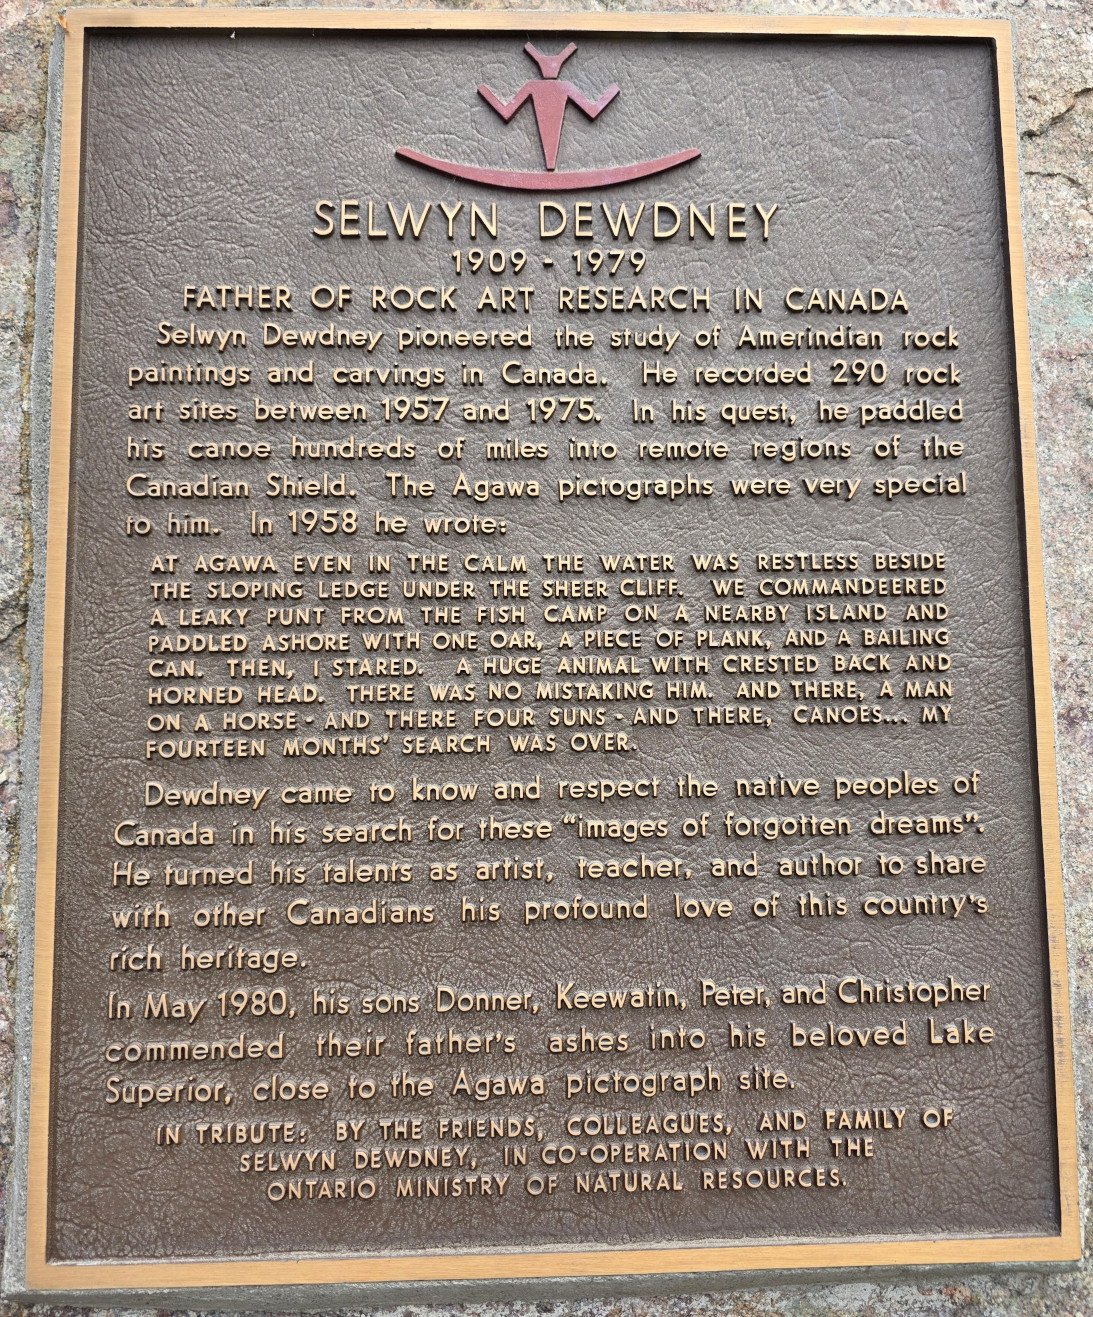 SELWYN DEWDNEY
1909 - 1979
FATHER OF ROCK ART RESEARCH IN CANADA
Selwyn Dewdney pioneered the study of Amerindian rock
paintings and carvings in Canada. He recorded 290 rock
art sites between 1957 and 1975. In his quest, he paddled
his canoe hundreds of miles into remote regions of the
Canadian Shield. The Agawa pictographs were very special
to him. In 1958 he wrote:
AT AGAWA EVEN IN THE CALM THE WATER WAS RESTLESS BESIDE
THE SLOPING LEDGE UNDER THE SHEER CLIFF. WE COMMANDEERED
A LEAKY PUNT FROM THE FISH CAMP ON A NEARBY ISLAND AND
PADDLED ASHORE WITH ONE OAR, A PIECE OF PLANK, AND A BAILING
CAN. THEN, I STARED. A HUGE ANIMAL WITH CRESTED BACK AND
HORNED HEAD. THERE WAS NO MISTAKING HIM. AND THERE, A MAN
ON A HORSE - AND THERE FOUR SUNS - AND THERE, CANOES... MY
FOURTEEN MONTHS' SEARCH WAS OVER.
Dewdney came to know and respect the native peoples of
Canada in his search for these "images of forgotten dreams".
He turned his talents as artist, teacher, and author to share
with other Canadians his profound love of this country's
rich heritage.
In May 1980, his sons Donner, Keewatin, Peter, and Christopher
commended their father's ashes into his beloved Lake
Superior, close to the Agawa pictograph site.
IN TRIBUTE: BY THE FRIENDS, COLLEAGUES, AND FAMILY OF
SELWYN DEWDNEY, IN CO-OPERATION WITH THE
ONTARIO MINISTRY OF NATURAL RESOURCES.